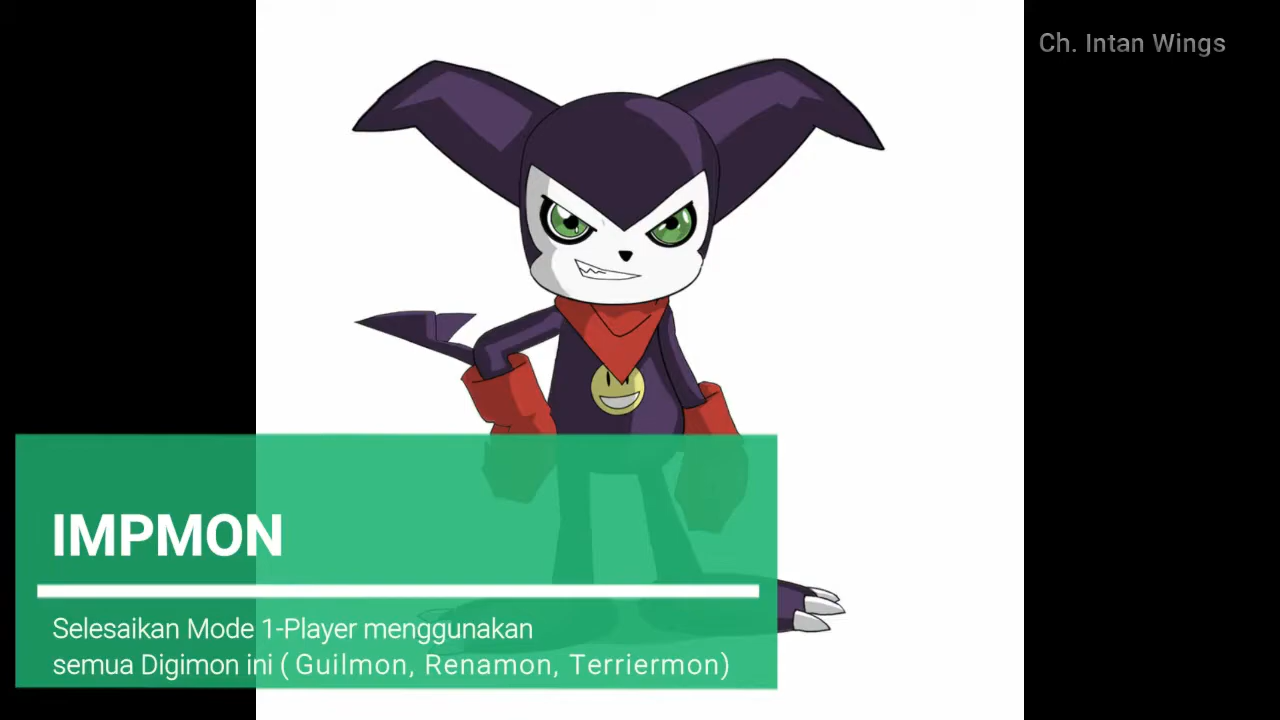 Ch. Intan Wings
IMPMON
Selesaikan Mode 1-Player menggunakan
semua Digimon ini ( Guilmon, Renamon, Terriermon)